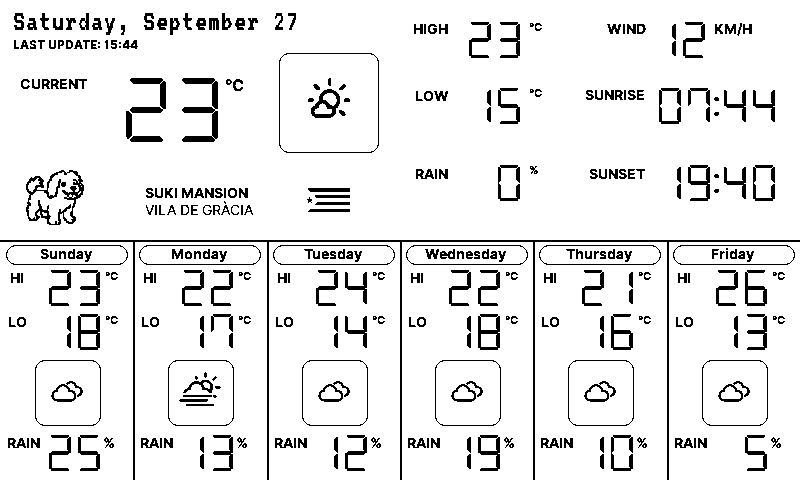 Saturday, September 27
LAST UPDATE: 15:44
CURRENT 23 °C
SUKI MANSION
VILA DE GRÀCIA
HIGH 23 °C
LOW 15 °C
RAIN 0 %
WIND 12 KM/H
SUNRISE 07:44
SUNSET 19:40
Sunday
HI 23 °C
LO 18 °C
RAIN 25 %
Monday
HI 22 °C
LO 17 °C
RAIN 13 %
Tuesday
HI 24 °C
LO 14 °C
RAIN 12 %
Wednesday
HI 22 °C
LO 18 °C
RAIN 19 %
Thursday
HI 21 °C
LO 16 °C
RAIN 10 %
Friday
HI 26 °C
LO 13 °C
RAIN 5 %